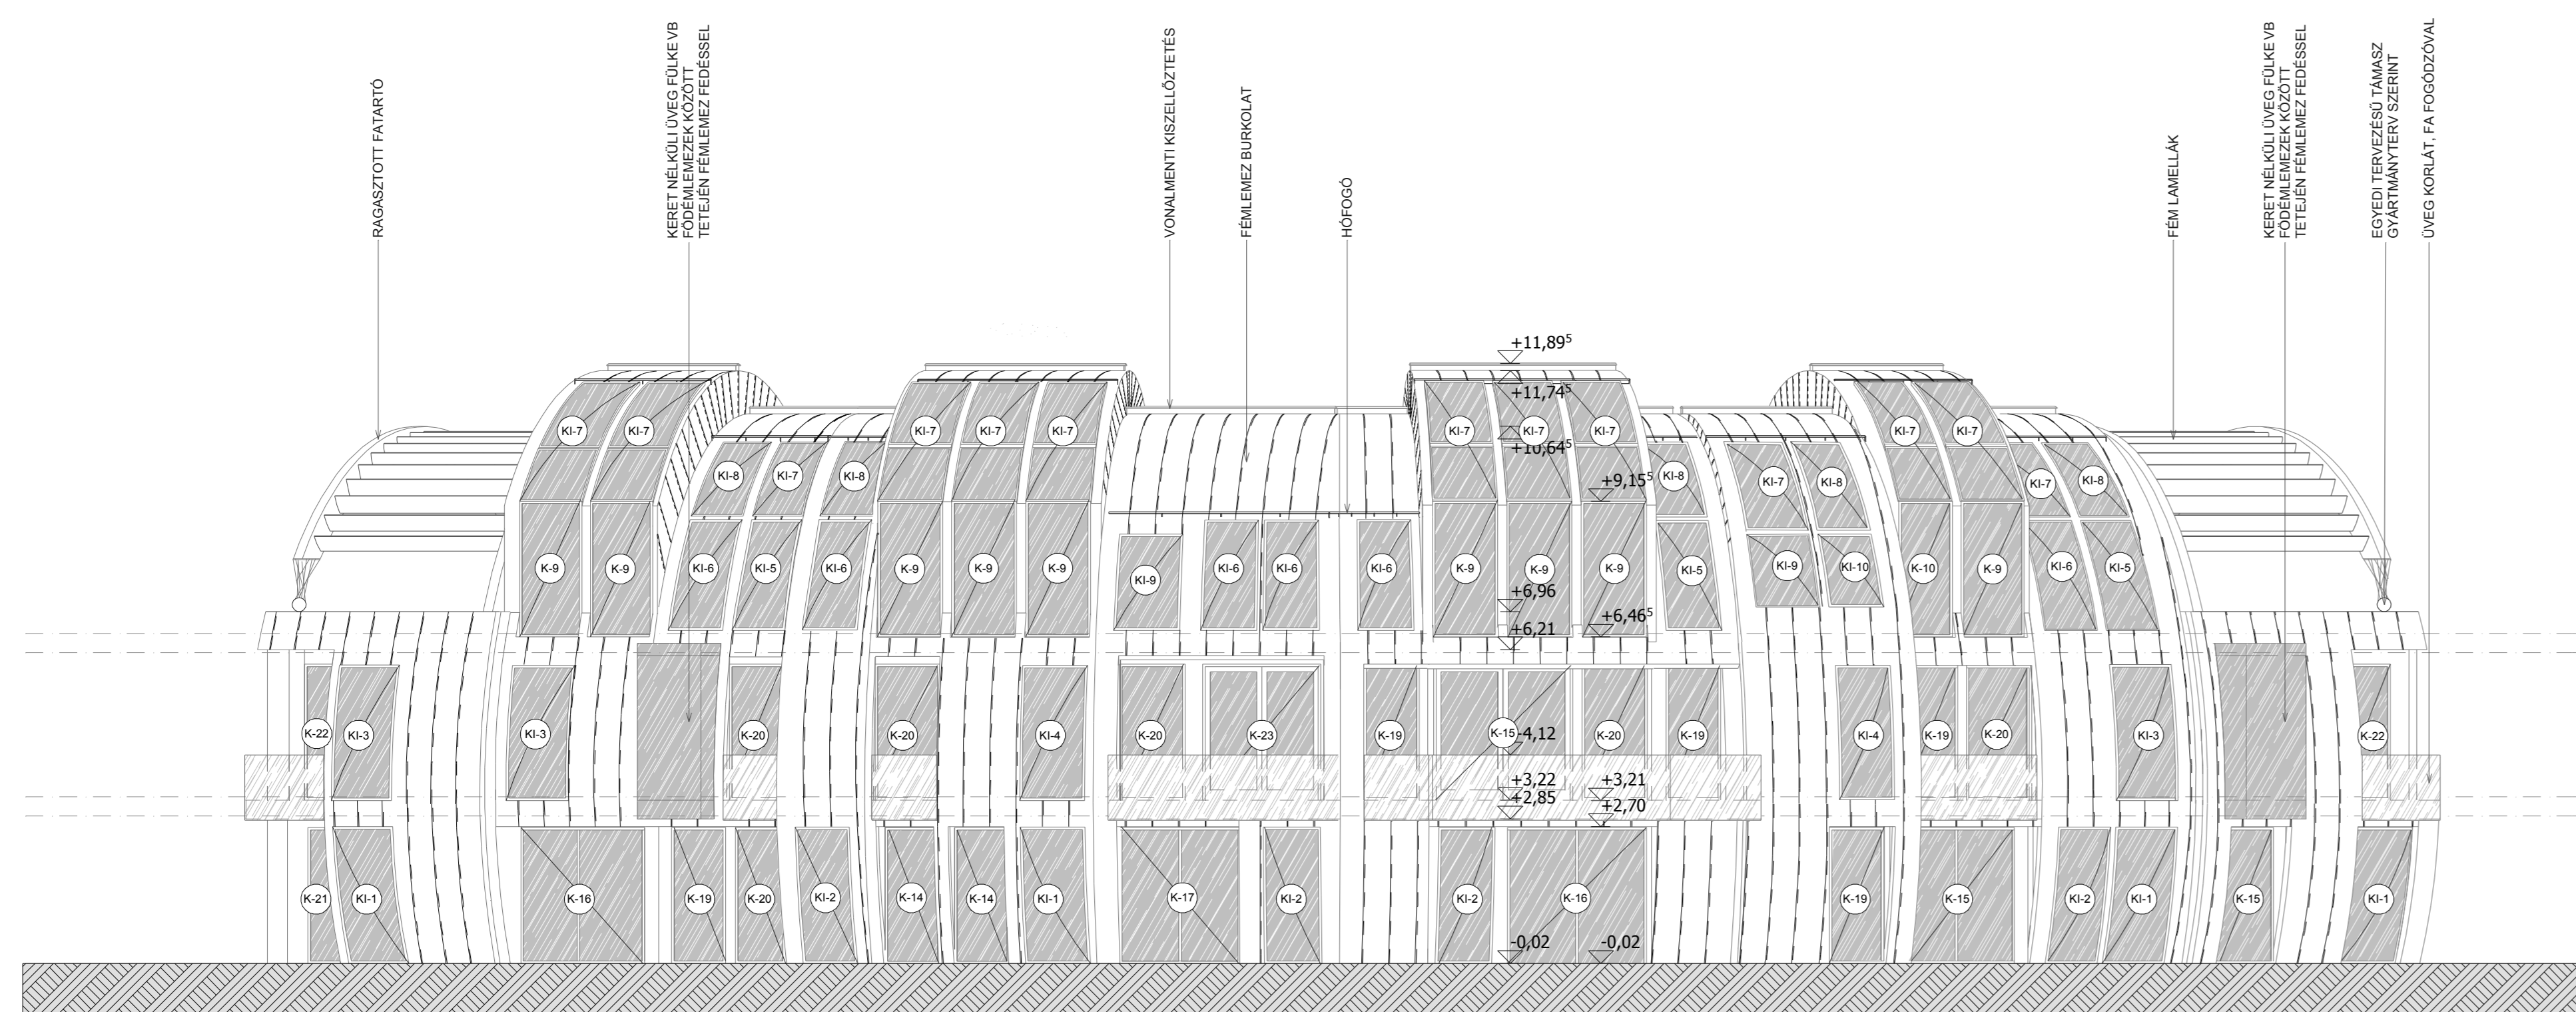 RAGASZTOTT FATARTÓ
KERET NÉLKÜLI ÜVEG FÜLKE VB
FÖDÉMLEMEZEK KÖZÖTT
TETEJÉN FÉMLEMEZ FEDÉSSEL
VONALMENTI KISZELLŐZTETÉS
FÉMLEMEZ BURKOLAT
HÓFOGÓ
FÉM LAMELLÁK
KERET NÉLKÜLI ÜVEG FÜLKE VB
FÖDÉMLEMEZEK KÖZÖTT
TETEJÉN FÉMLEMEZ FEDÉSSEL
EGYEDI TERVEZÉSŰ TÁMASZ
GYÁRTMÁNYTERV SZERINT
ÜVEG KORLÁT, FA FOGÓDZÓVAL
+11,89⁵
+11,74⁵
KI-7 KI-7 KI-7 KI-7 KI-7 KI-7 KI-7 KI-7 KI-7 KI-7
+10,64⁵
KI-8 KI-7 KI-8 KI-8 KI-7 KI-8 KI-7 KI-8
+9,15⁵
K-9 K-9 KI-6 KI-5 KI-6 K-9 K-9 K-9 KI-9 KI-6 KI-6 KI-6 K-9 K-9 K-9 KI-5 KI-9 KI-10 K-10 K-9 KI-6 KI-5
+6,96
+6,46⁵
+6,21
K-22 KI-3 KI-3 K-20 K-20 KI-4 K-20 K-23 K-19 K-15 -4,12 K-20 K-19 KI-4 K-19 K-20 KI-3 K-22
+3,22 +3,21
+2,85 +2,70
K-21 KI-1 K-16 K-19 K-20 KI-2 K-14 K-14 KI-1 K-17 KI-2 KI-2 K-16 K-19 K-15 KI-2 KI-1 K-15 KI-1
-0,02 -0,02